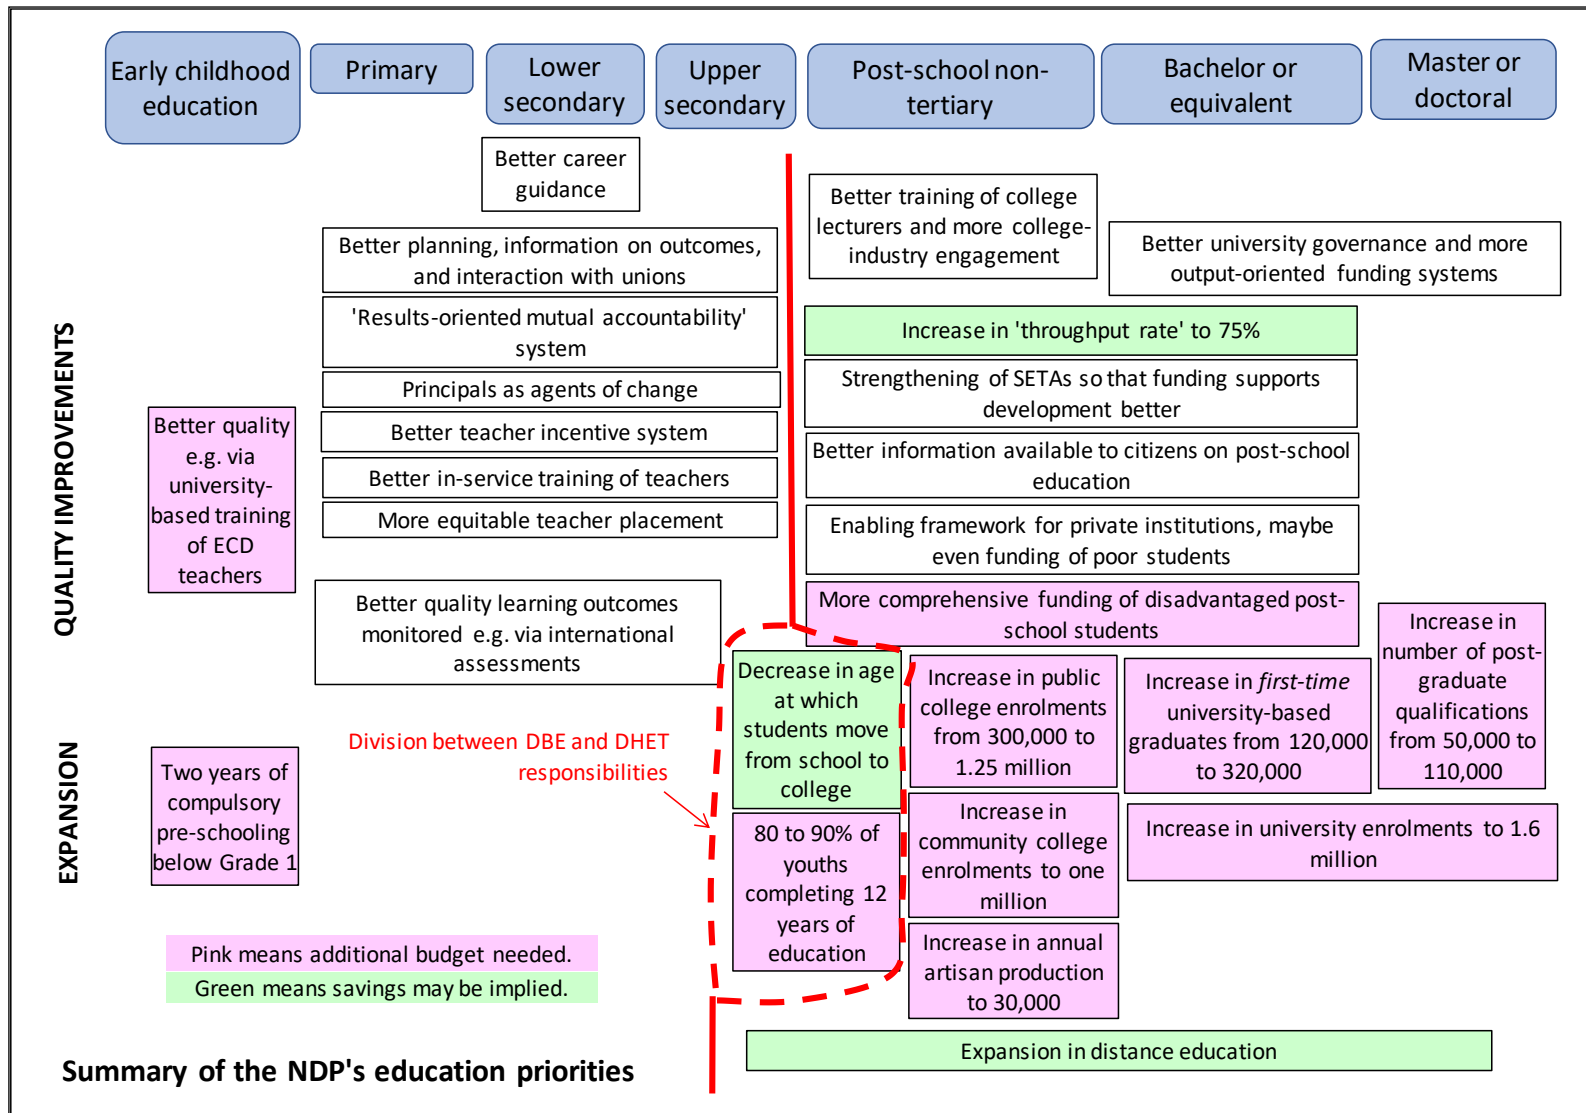 Early childhood
education
Primary
Lower
secondary
Upper
secondary
Post-school non-
tertiary
Bachelor or
equivalent
Master or
doctoral
QUALITY IMPROVEMENTS
Better career
guidance
Better planning, information on outcomes,
and interaction with unions
'Results-oriented mutual accountability'
system
Principals as agents of change
Better teacher incentive system
Better in-service training of teachers
More equitable teacher placement
Better quality
e.g. via
university-
based training
of ECD
teachers
Better quality learning outcomes
monitored e.g. via international
assessments
Better training of college
lecturers and more college-
industry engagement
Better university governance and more
output-oriented funding systems
Increase in 'throughput rate' to 75%
Strengthening of SETAs so that funding supports
development better
Better information available to citizens on post-school
education
Enabling framework for private institutions, maybe
even funding of poor students
More comprehensive funding of disadvantaged post-
school students
EXPANSION
Two years of
compulsory
pre-schooling
below Grade 1
Division between DBE and DHET
responsibilities
Decrease in age
at which
students move
from school to
college
80 to 90% of
youths
completing 12
years of
education
Increase in public
college enrolments
from 300,000 to
1.25 million
Increase in
community college
enrolments to one
million
Increase in annual
artisan production
to 30,000
Increase in first-time
university-based
graduates from 120,000
to 320,000
Increase in
number of post-
graduate
qualifications
from 50,000 to
110,000
Increase in university enrolments to 1.6
million
Expansion in distance education
Pink means additional budget needed.
Green means savings may be implied.
Summary of the NDP's education priorities